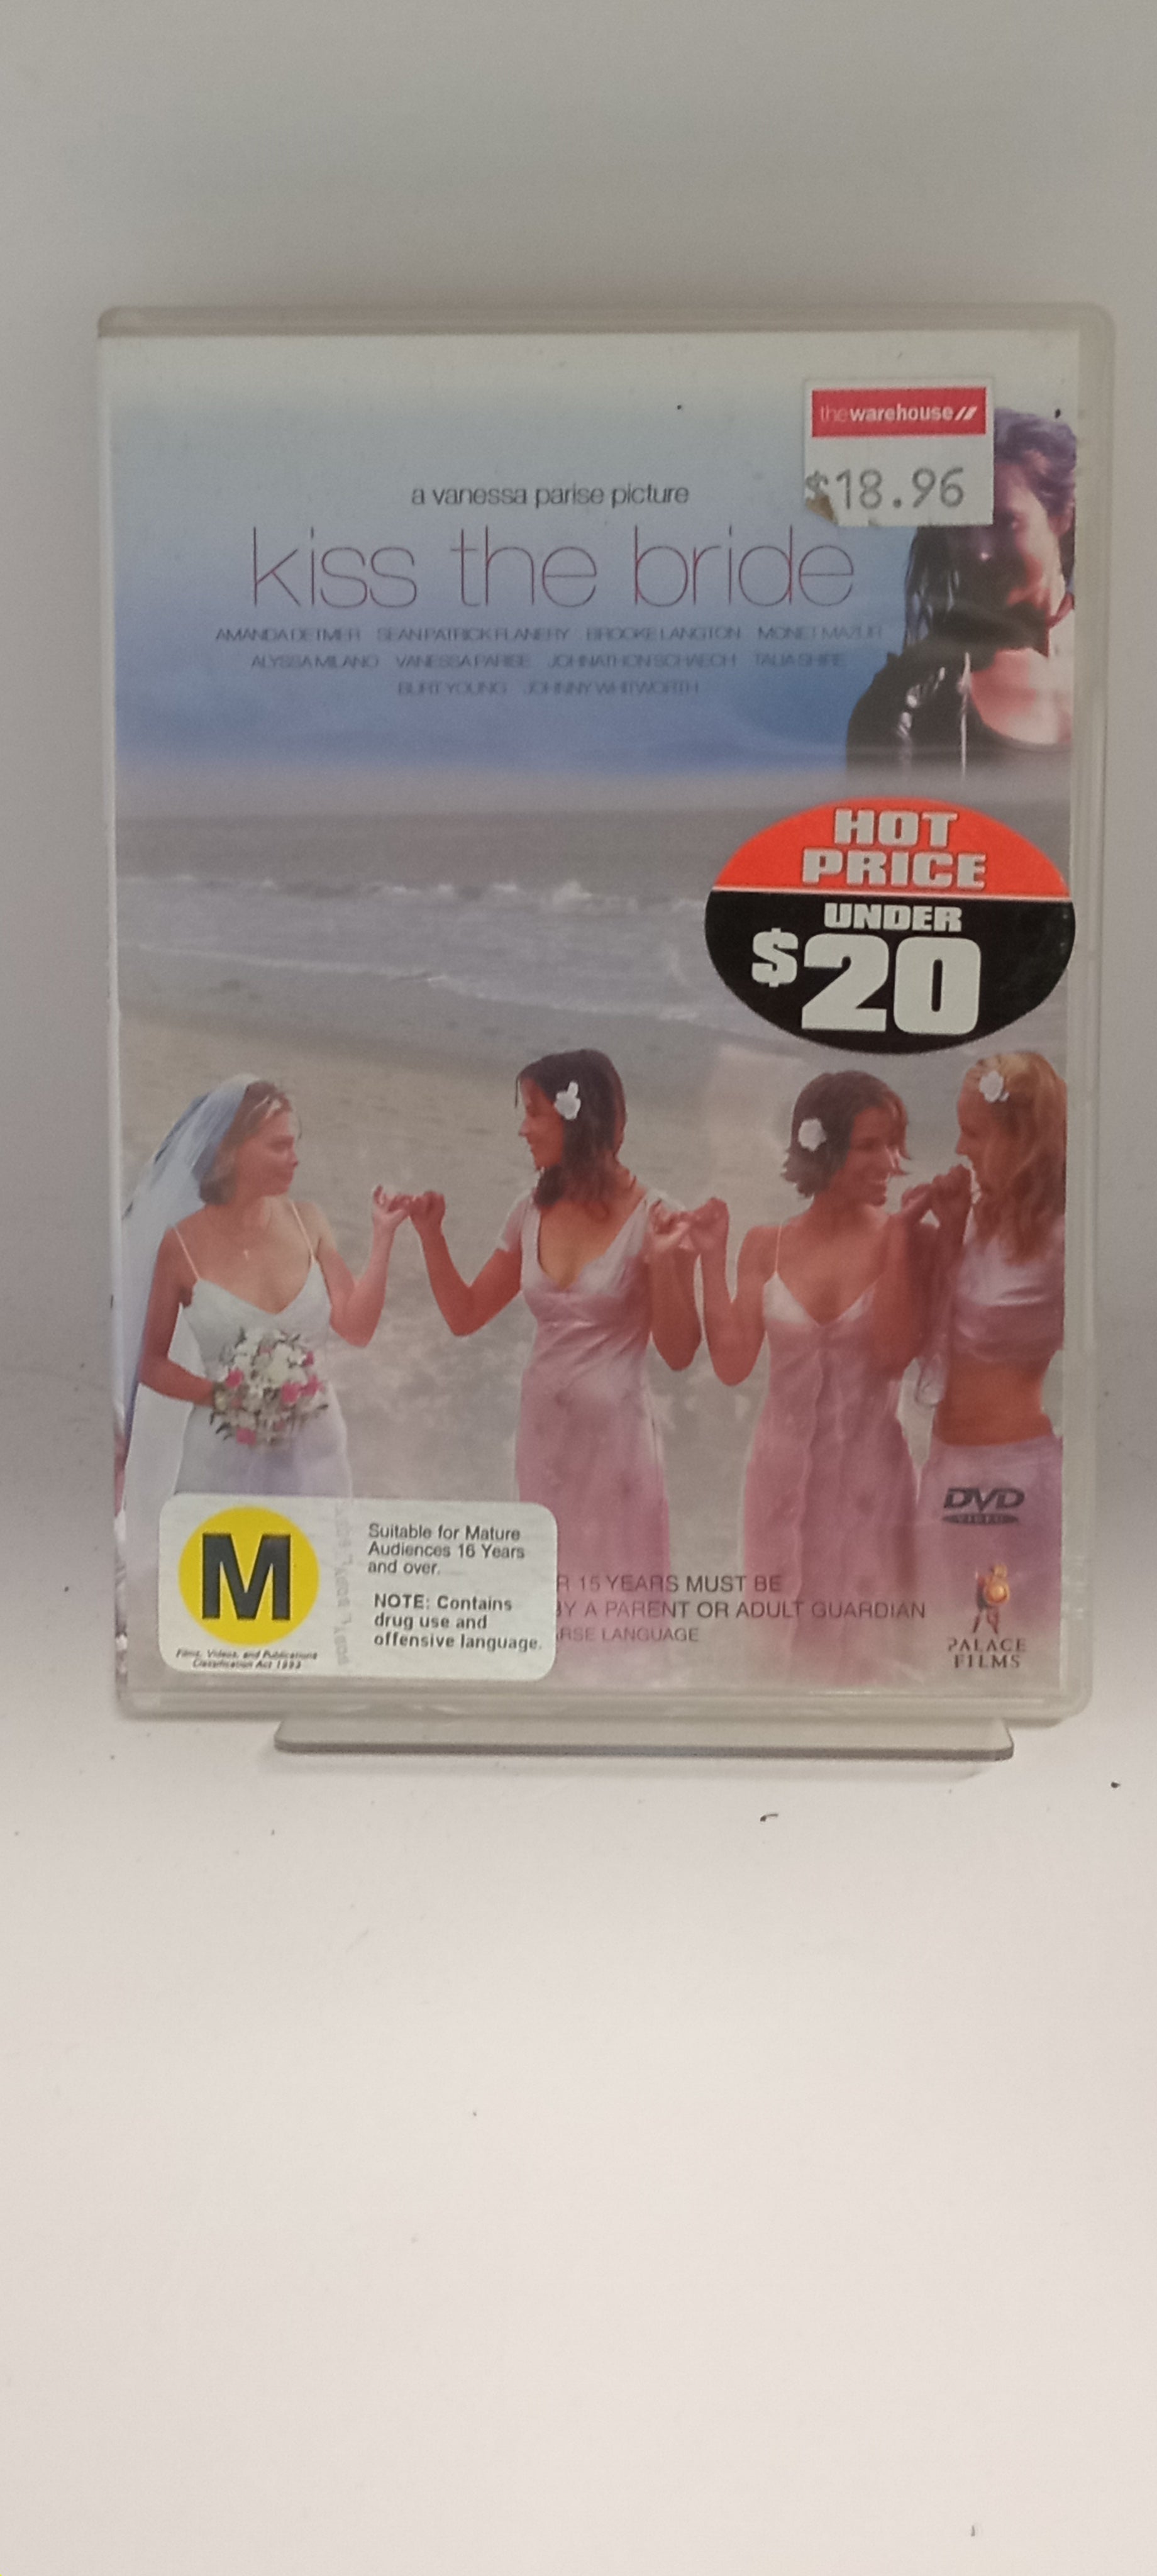 thewarehouse
$18.96
a vanessa parise picture
kiss the bride
AMANDA DETMER SEAN PATRICK FLANERY BROOKE LANGTON MONET MAZUR
ALYSSA MILANO VANESSA PARISE JOHNATHON SCHAECH TALIA SHIRE
BURT YOUNG JOHNNY WHITWORTH
HOT
PRICE
UNDER
$20
DVD
VIDEO
M
Suitable for Mature
Audiences 16 Years
and over.
NOTE: Contains
drug use and
offensive language.
Films, Videos, and Publications
Classification Act 1993
R 15 YEARS MUST BE
BY A PARENT OR ADULT GUARDIAN
RSE LANGUAGE
PALACE
FILMS